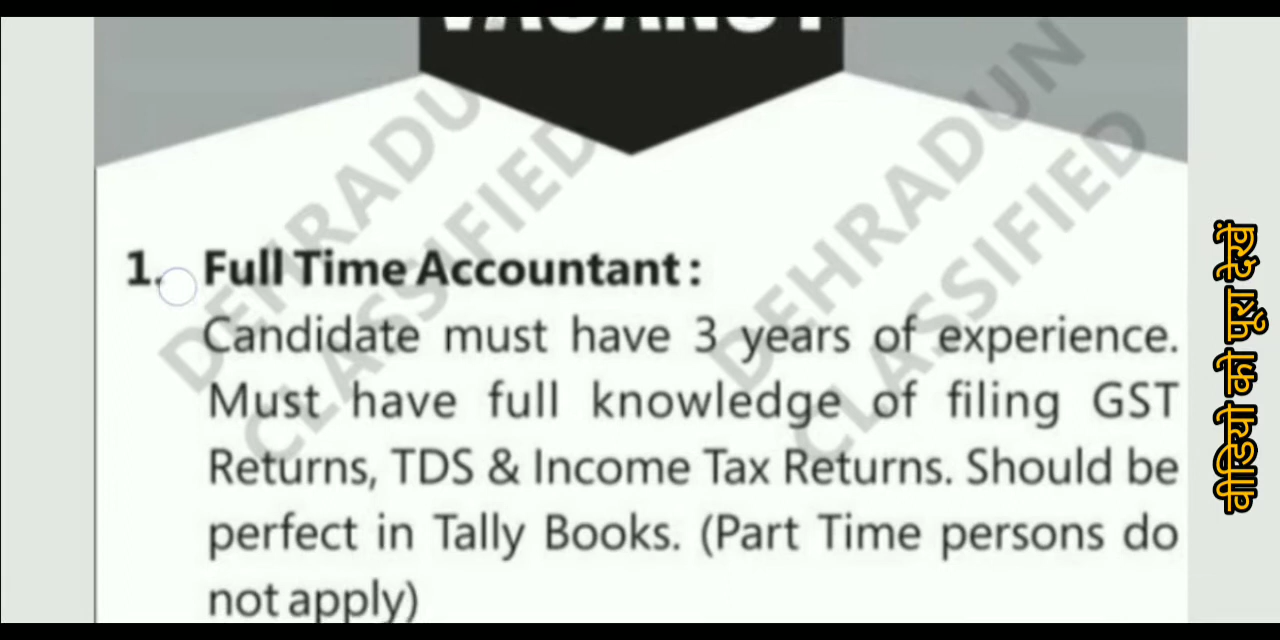 VACANCY
1. Full Time Accountant :
Candidate must have 3 years of experience.
Must have full knowledge of filing GST
Returns, TDS & Income Tax Returns. Should be
perfect in Tally Books. (Part Time persons do
not apply)
DEHRADUN
CLASSIFIED
DEHRADUN
CLASSIFIED
वीडियो को पूरा देखें